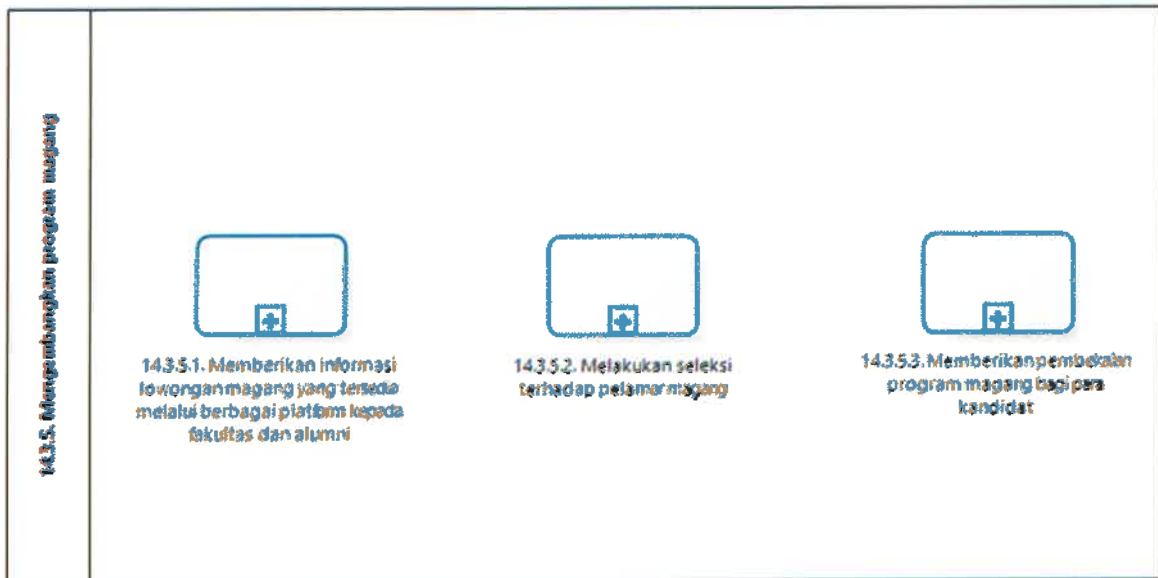 14.3.5. Mengembangkan program magang
14.3.5.1. Memberikan informasi
lowongan magang yang tersedia
melalui berbagai platform kepada
fakultas dan alumni
14.3.5.2. Melakukan seleksi
terhadap pelamar magang
14.3.5.3. Memberikan pembekalan
program magang bagi para
kandidat